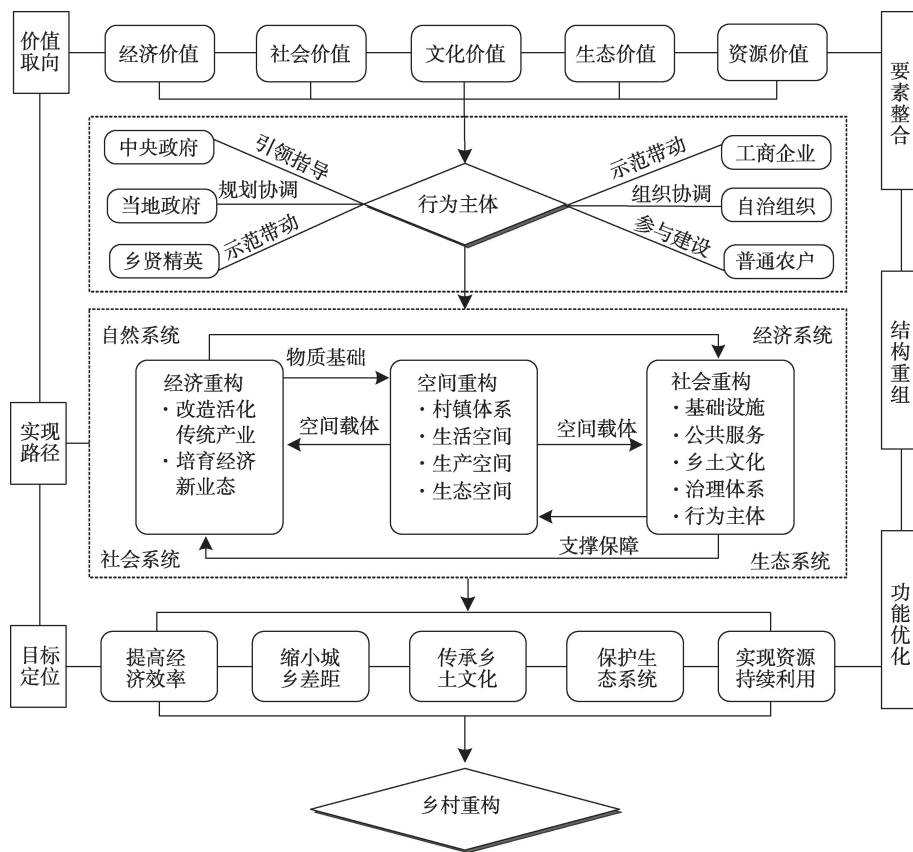 价值
取向
经济价值
社会价值
文化价值
生态价值
资源价值
要素整合
中央政府
引领指导
示范带动
工商企业
当地政府
规划协调
行为主体
组织协调
自治组织
乡贤精英
示范带动
参与建设
普通农户
自然系统
经济系统
结构重组
经济重构
· 改造活化
传统产业
· 培育经济
新业态
物质基础
空间载体
空间重构
· 村镇体系
· 生活空间
· 生产空间
· 生态空间
空间载体
社会重构
· 基础设施
· 公共服务
· 乡土文化
· 治理体系
· 行为主体
实现
路径
支撑保障
社会系统
生态系统
功能优化
目标
定位
提高经
济效率
缩小城
乡差距
传承乡
土文化
保护生
态系统
实现资源
持续利用
乡村重构